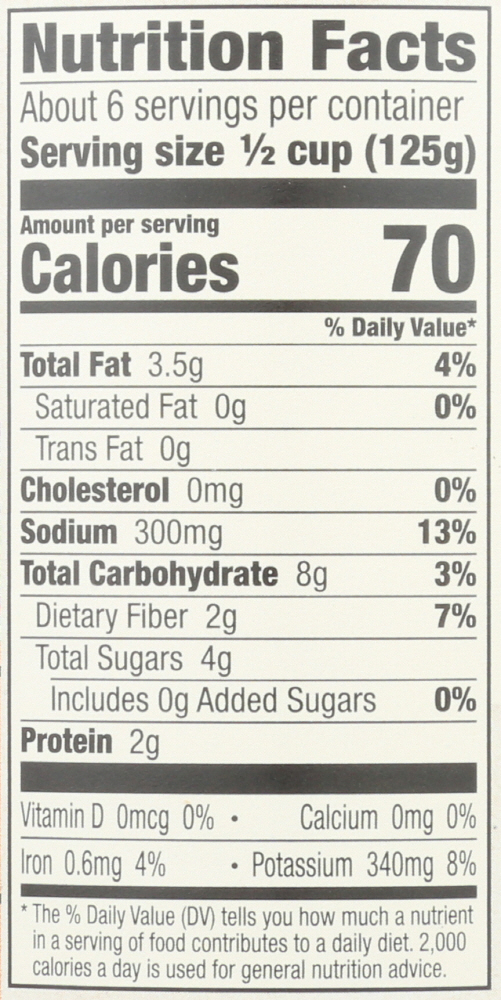 Nutrition Facts
About 6 servings per container
Serving size ½ cup (125g)
Amount per serving
Calories 70
% Daily Value*
Total Fat 3.5g 4%
Saturated Fat 0g 0%
Trans Fat 0g
Cholesterol 0mg 0%
Sodium 300mg 13%
Total Carbohydrate 8g 3%
Dietary Fiber 2g 7%
Total Sugars 4g
Includes 0g Added Sugars 0%
Protein 2g
Vitamin D 0mcg 0% • Calcium 0mg 0%
Iron 0.6mg 4% • Potassium 340mg 8%
* The % Daily Value (DV) tells you how much a nutrient
in a serving of food contributes to a daily diet. 2,000
calories a day is used for general nutrition advice.